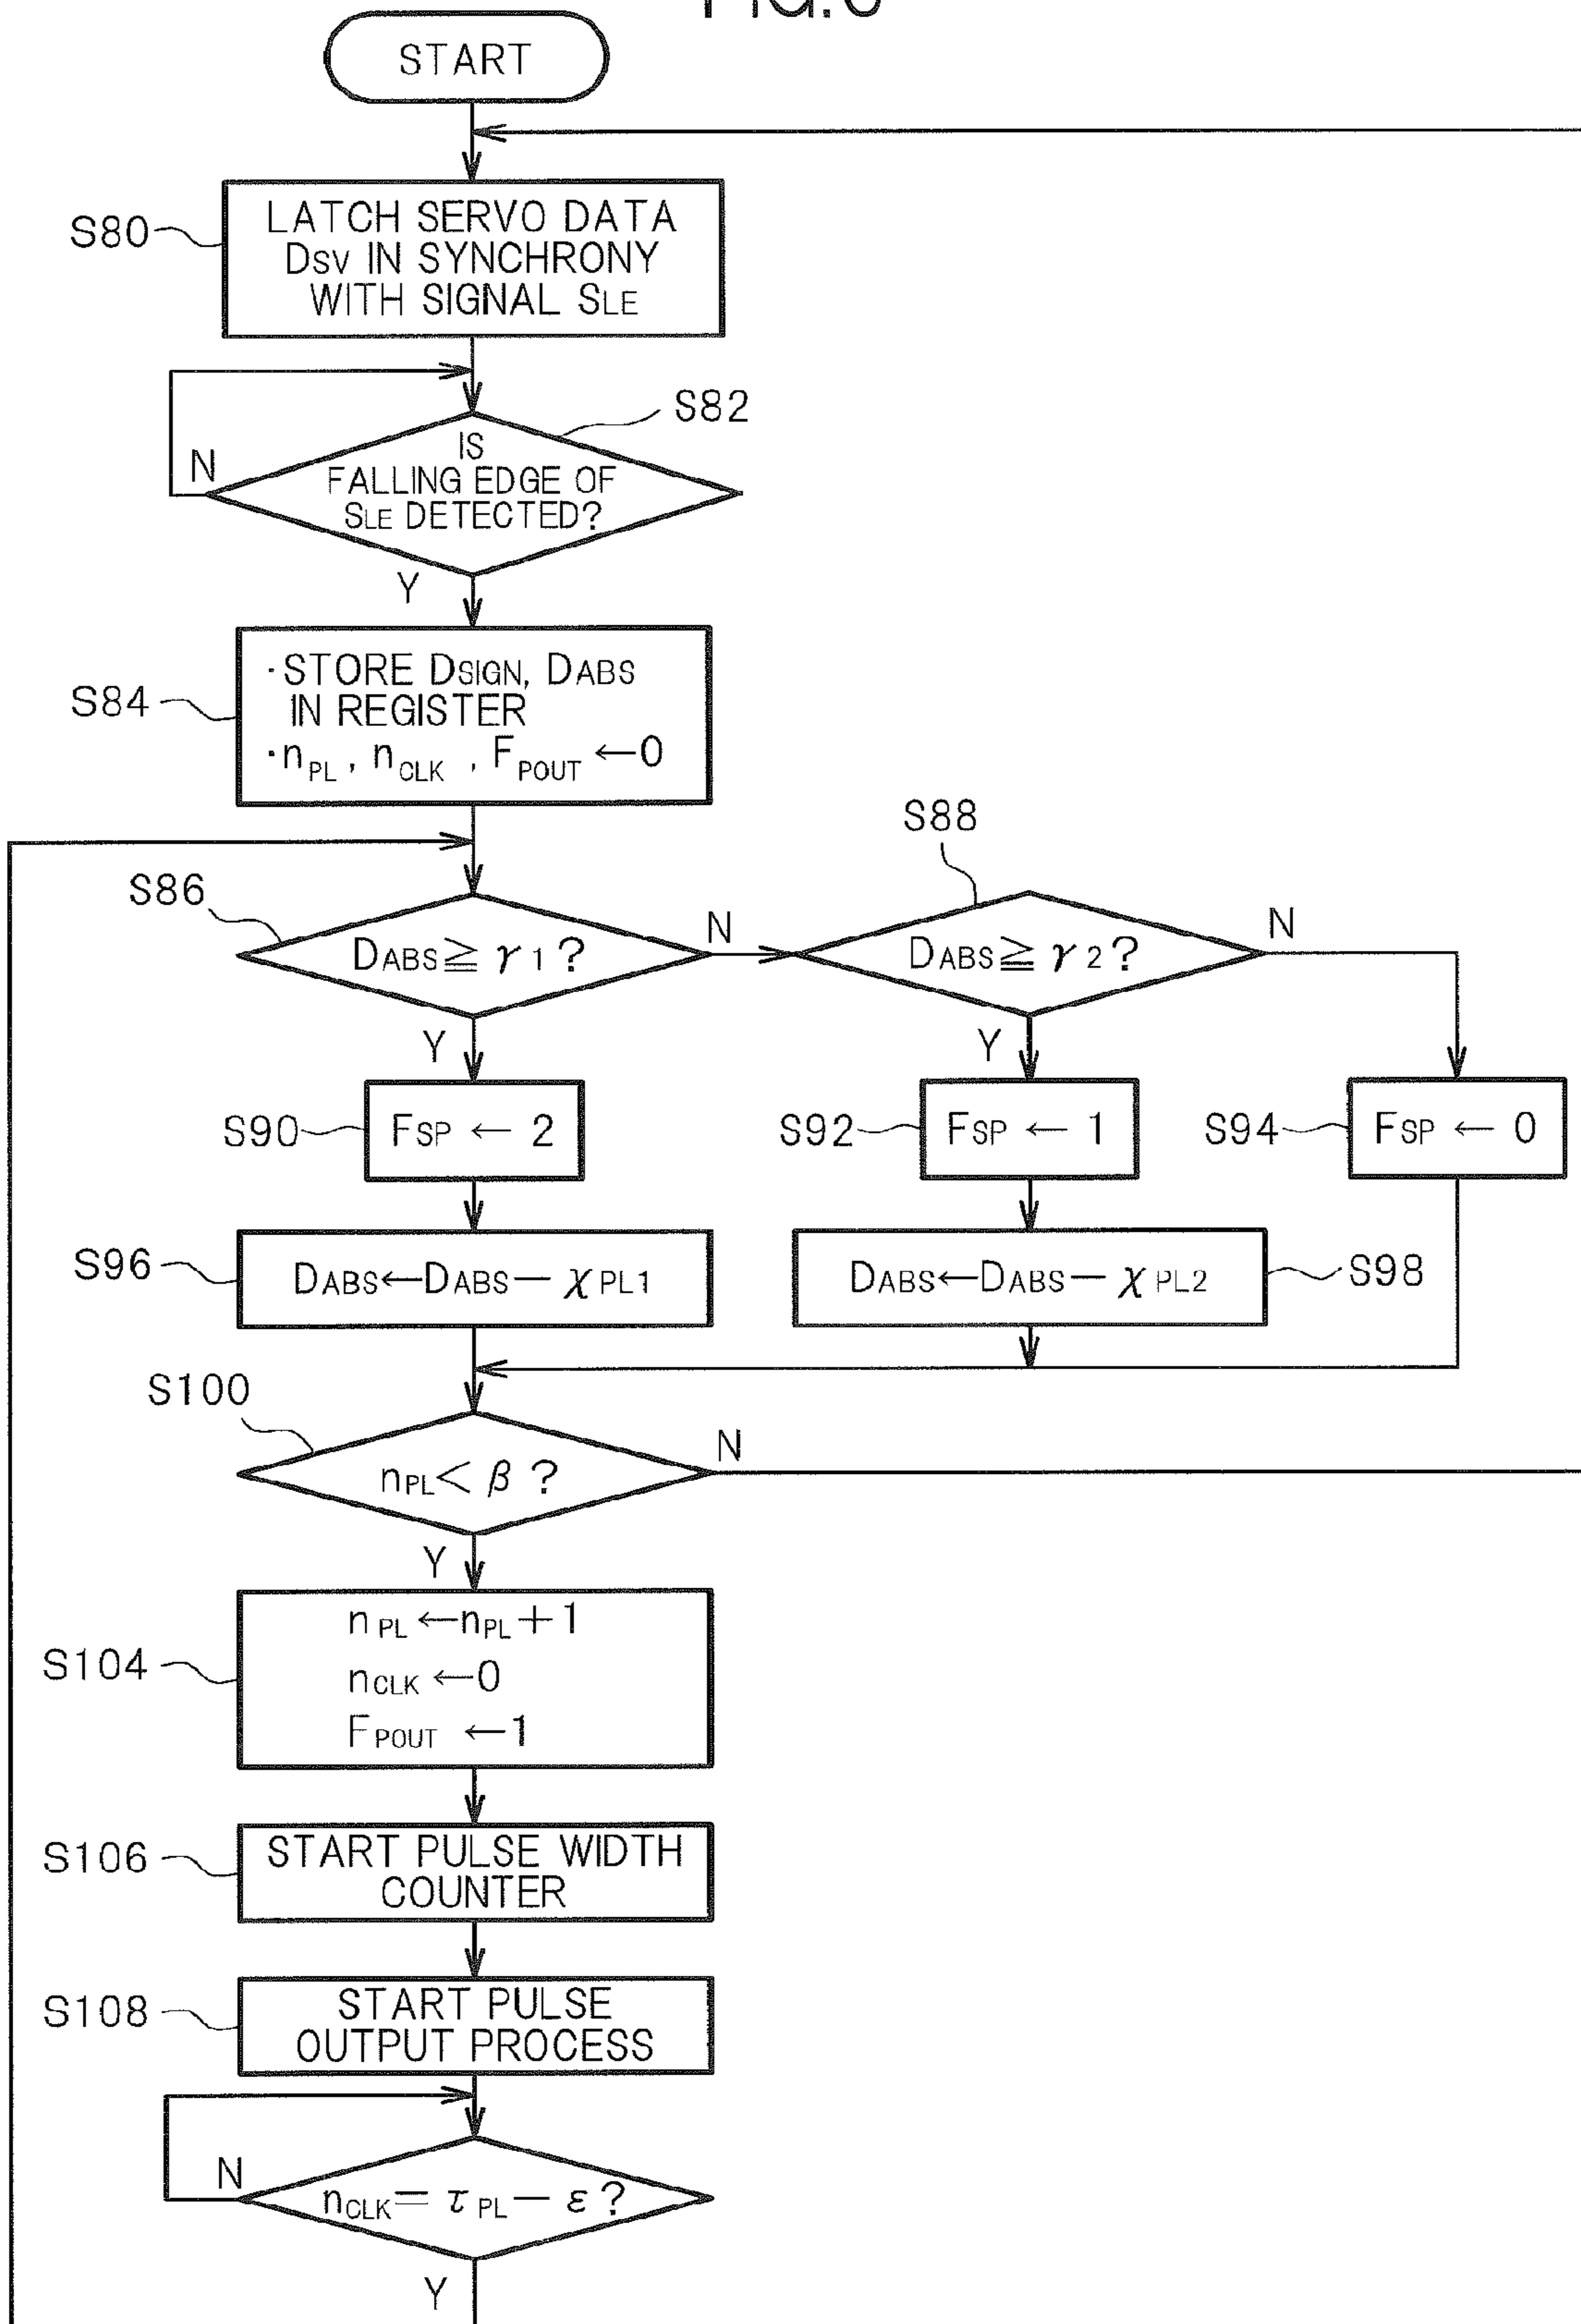 START
S80
LATCH SERVO DATA
DSV IN SYNCHRONY
WITH SIGNAL SLE
S82
IS
FALLING EDGE OF
SLE DETECTED?
N
Y
S84
·STORE DSIGN, DABS
IN REGISTER
·nPL, nCLK, FPOUT ←0
S86
DABS≧ γ1?
N
Y
S88
DABS≧ γ2?
N
Y
S90
FSP ← 2
S92
FSP ← 1
S94
FSP ← 0
S96
DABS←DABS− χPL1
DABS←DABS− χPL2
S98
S100
nPL< β?
N
Y
S104
nPL←nPL+1
nCLK←0
FPOUT ←1
S106
START PULSE WIDTH
COUNTER
S108
START PULSE
OUTPUT PROCESS
N
nCLK= τPL− ε?
Y